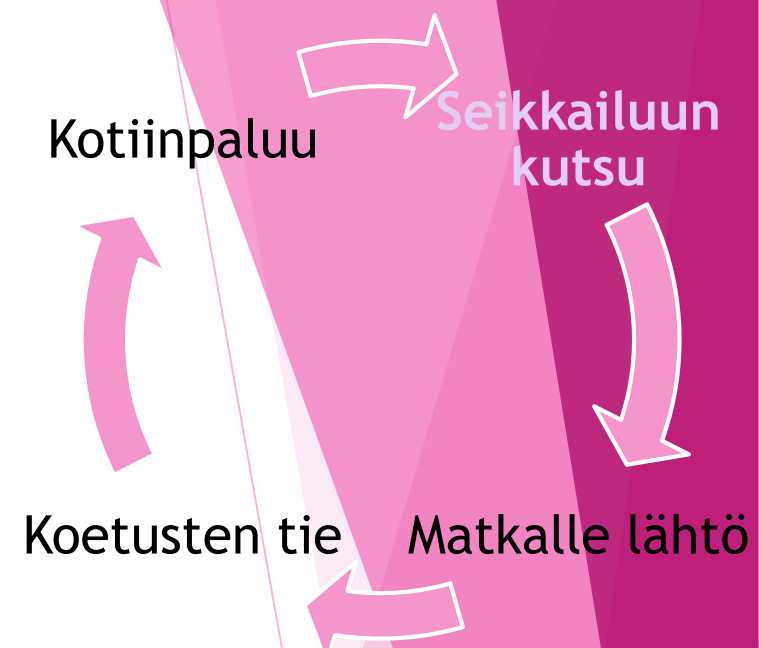 Kotiinpaluu
Seikkailuun
kutsu
Koetusten tie
Matkalle lähtö